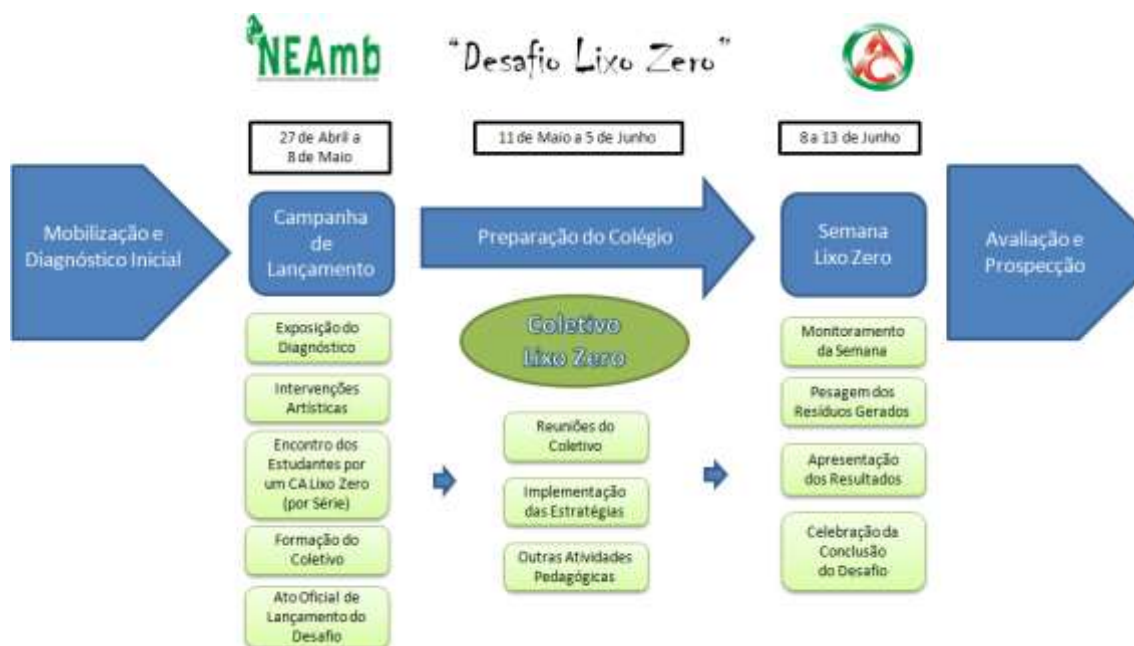 NEAmb
"Desafio Lixo Zero"
AC
27 de Abril a
8 de Maio
11 de Maio a 5 de Junho
8 a 13 de Junho
Mobilização e
Diagnóstico Inicial
Campanha
de
Lançamento
Preparação do Colégio
Semana
Lixo Zero
Avaliação e
Prospecção
Coletivo
Lixo Zero
Exposição do
Diagnóstico
Intervenções
Artísticas
Encontro dos
Estudantes por
um CA Lixo Zero
(por Série)
Formação do
Coletivo
Ato Oficial de
Lançamento do
Desafio
Reuniões do
Coletivo
Implementação
das Estratégias
Outras Atividades
Pedagógicas
Monitoramento
da Semana
Pesagem dos
Resíduos Gerados
Apresentação
dos Resultados
Celebração da
Conclusão
do Desafio